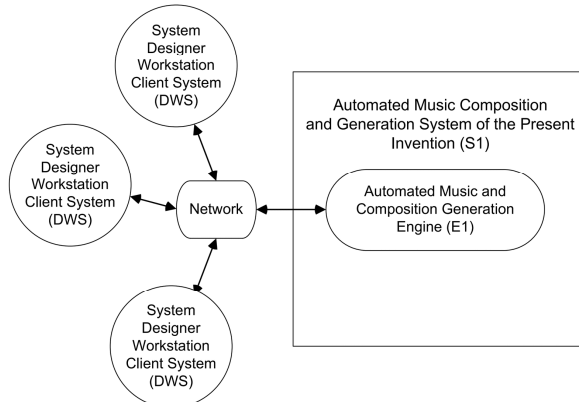 System
Designer
Workstation
Client System
(DWS)
System
Designer
Workstation
Client System
(DWS)
Network
System
Designer
Workstation
Client System
(DWS)
Automated Music Composition
and Generation System of the Present
Invention (S1)
Automated Music and
Composition Generation
Engine (E1)